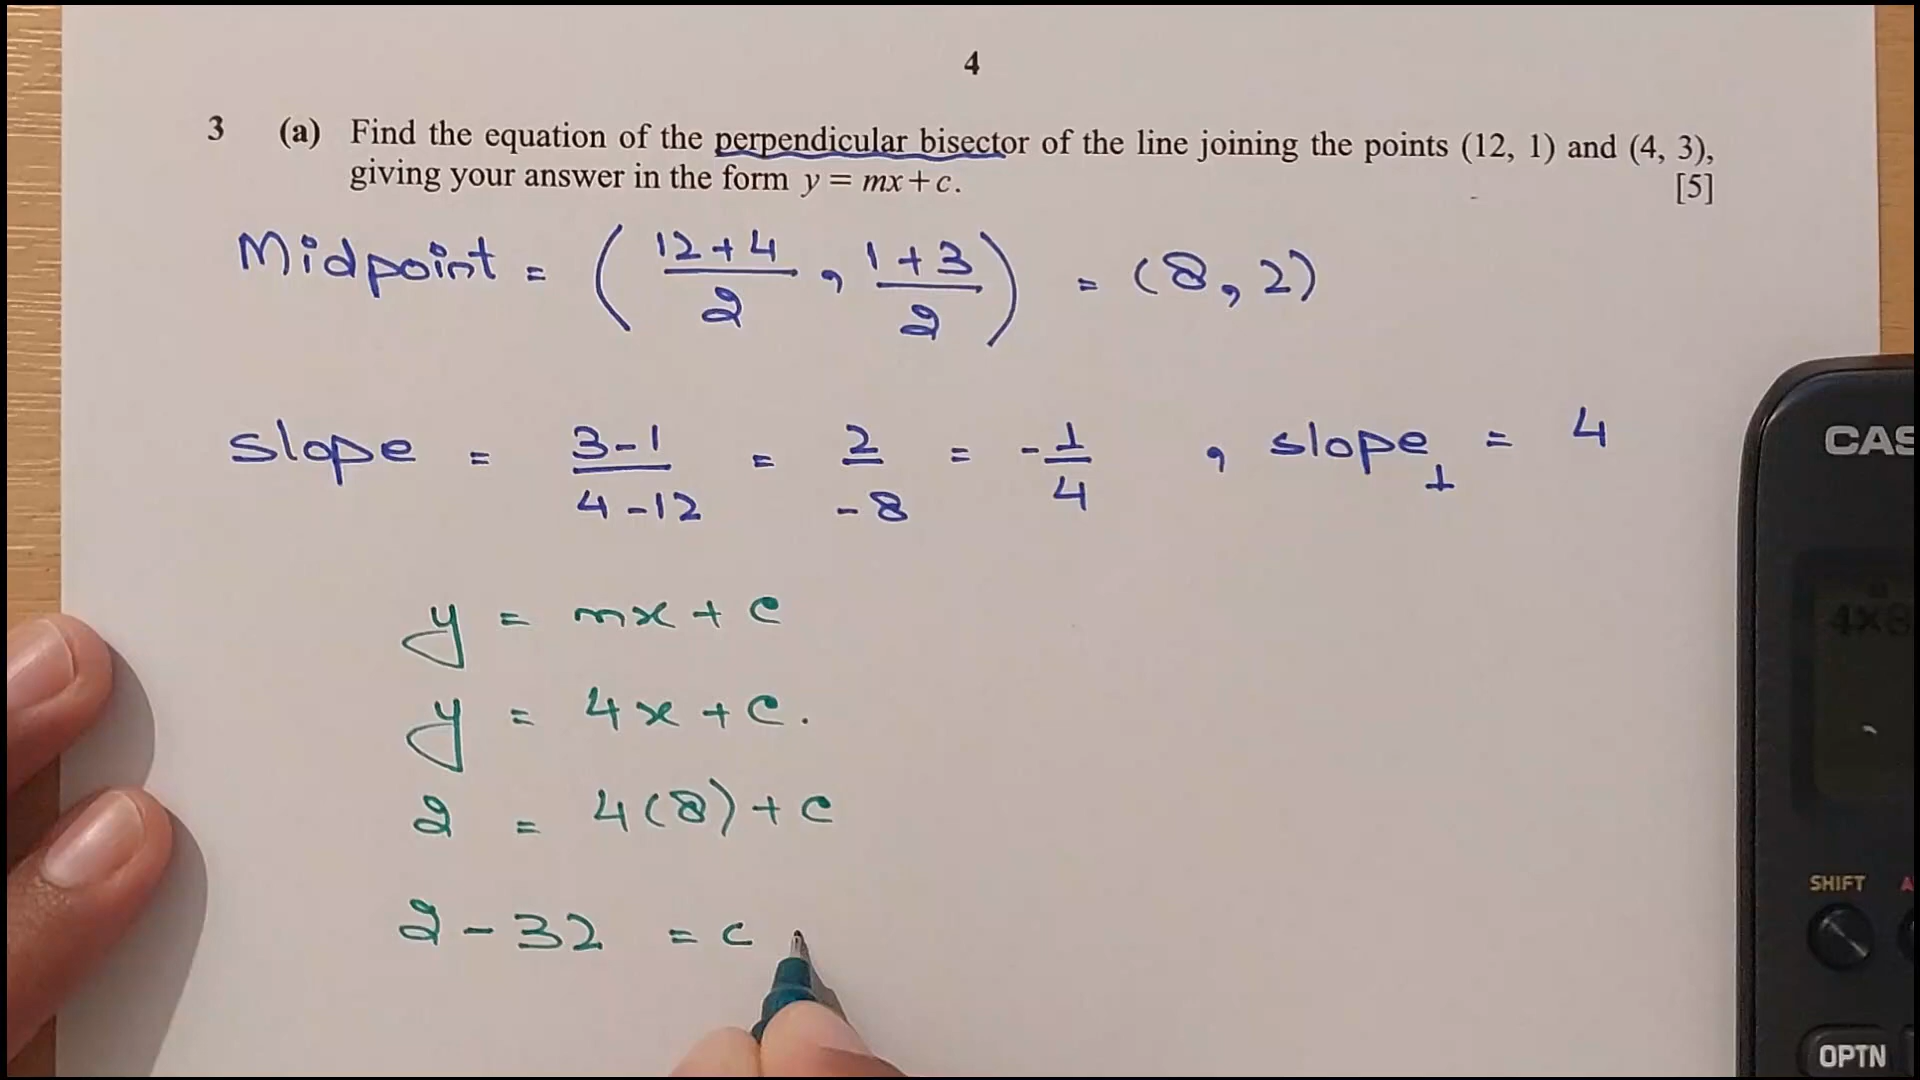 4
3 (a) Find the equation of the perpendicular bisector of the line joining the points (12, 1) and (4, 3),
giving your answer in the form y = mx + c. [5]
Midpoint = ( 12+4 / 2 , 1+3 / 2 ) = (8, 2)
slope = 3-1 / 4-12 = 2 / -8 = - 1 / 4 , slope⊥ = 4
y = mx + c
y = 4x + c.
2 = 4(8) + c
2 - 32 = c
CAS
4×8
SHIFT A
OPTN